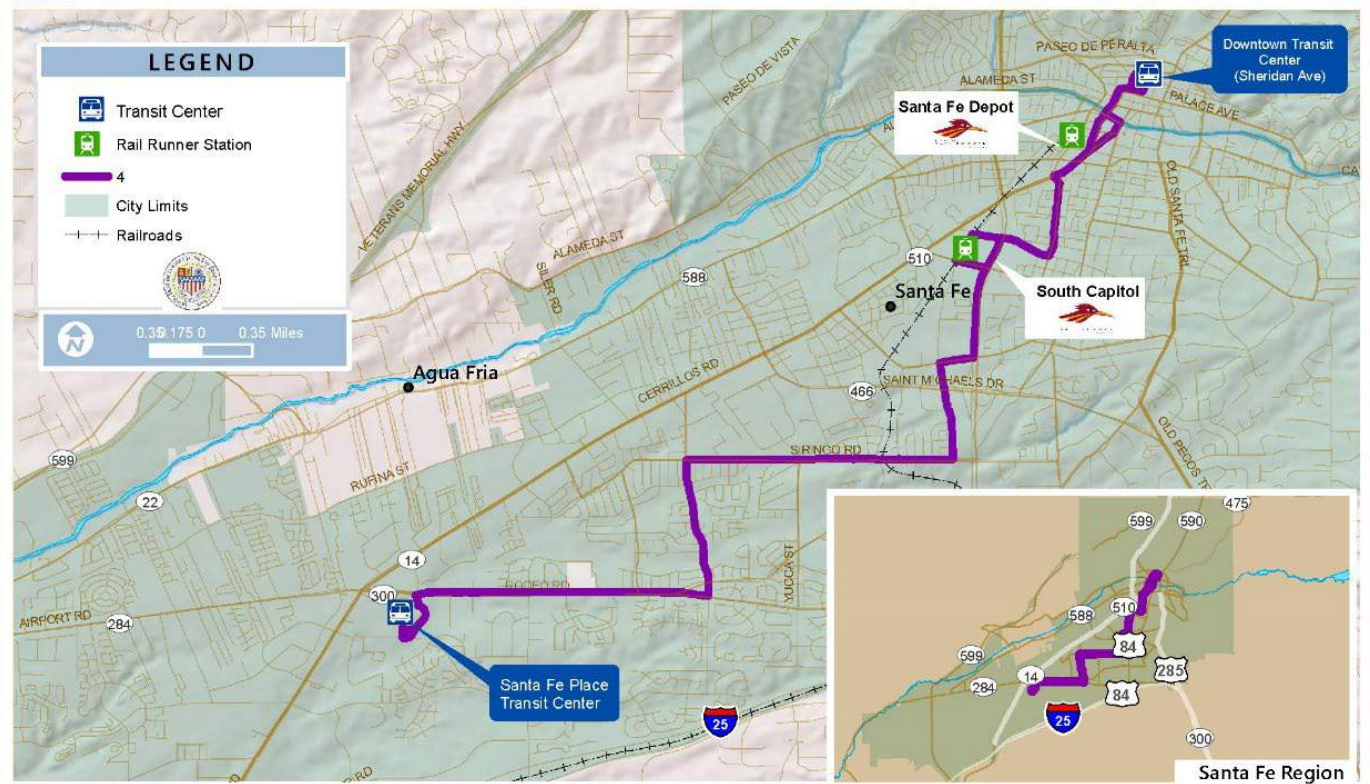 LEGEND
Transit Center
Rail Runner Station
4
City Limits
Railroads
N
0.35 0.175 0 0.35 Miles
PASEO DE PERALTA
Downtown Transit
Center
(Sheridan Ave)
PASEO DE VISTA
ALAMEDA ST
PALACE AVE
Santa Fe Depot
VETERANS MEMORIAL HWY
OLD SANTA FE TRL
ALAMEDA ST
510
588
SILER RD
Santa Fe
South Capitol
Agua Fria
CERRILLOS RD
SAINT MICHAELS DR
466
OLD PECOS
599
SIRINGO RD
RUFINA ST
22
14
300
RODEO RD
YUCCA ST
AIRPORT RD
284
Santa Fe Place
Transit Center
25
475
599
590
588
510
84
599
285
14
284
84
25
300
Santa Fe Region